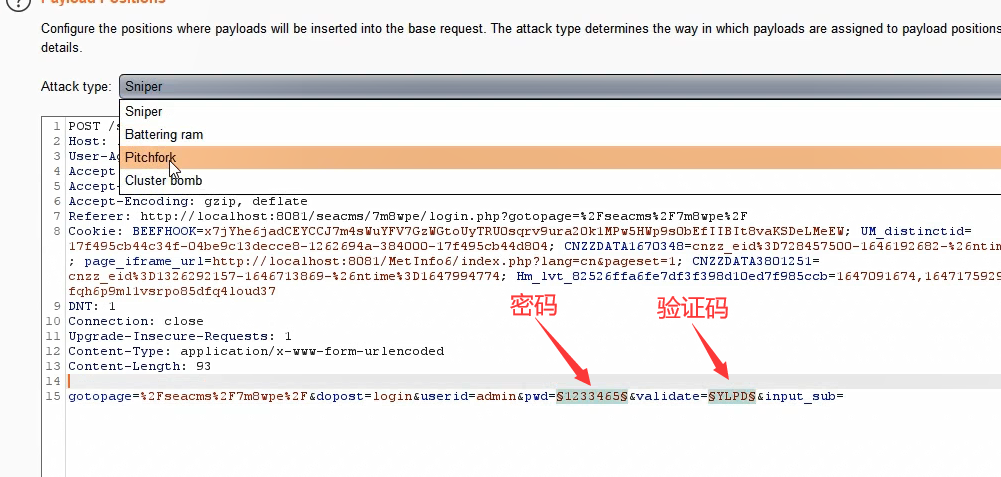 Payload Positions
Configure the positions where payloads will be inserted into the base request. The attack type determines the way in which payloads are assigned to payload positions
details.
Attack type: Sniper
Sniper
Battering ram
Pitchfork
Cluster bomb
1 POST /s
2 Host:
3 User-Ag
4 Accept
5 Accept-
6 Accept-Encoding: gzip, deflate
7 Referer: http://localhost:8081/seacms/7m8wpe/login.php?gotopage=%2Fseacms%2F7m8wpe%2F
8 Cookie: BEEFHOOK=x7jYhe6jadCEYCCJ7m4sWuYFV7GzWGtoUyTRUOsqrv9ura2Ok1MPw5HWp9sObEfIIBIt8vaKSDeLMeEW; UM_distinctid=
17f495cb44c34f-04be9c13decce8-1262694a-384000-17f495cb44d804; CNZZDATA1670348=cnzz_eid%3D728457500-1646192682-%26ntime
; page_iframe_url=http://localhost:8081/MetInfo6/index.php?lang=cn&pageset=1; CNZZDATA3801251=
cnzz_eid%3D1326292157-1646713869-%26ntime%3D1647994774; Hm_lvt_82526ffa6fe7df3f398d10ed7f985ccb=1647091674,1647175929
fqh6p9ml1vsrpo85dfq4loud37
9 DNT: 1
10 Connection: close
11 Upgrade-Insecure-Requests: 1
12 Content-Type: application/x-www-form-urlencoded
13 Content-Length: 93
密码 验证码
14
15 gotopage=%2Fseacms%2F7m8wpe%2F&dopost=login&userid=admin&pwd=§1233465§&validate=§YLPD§&input_sub=